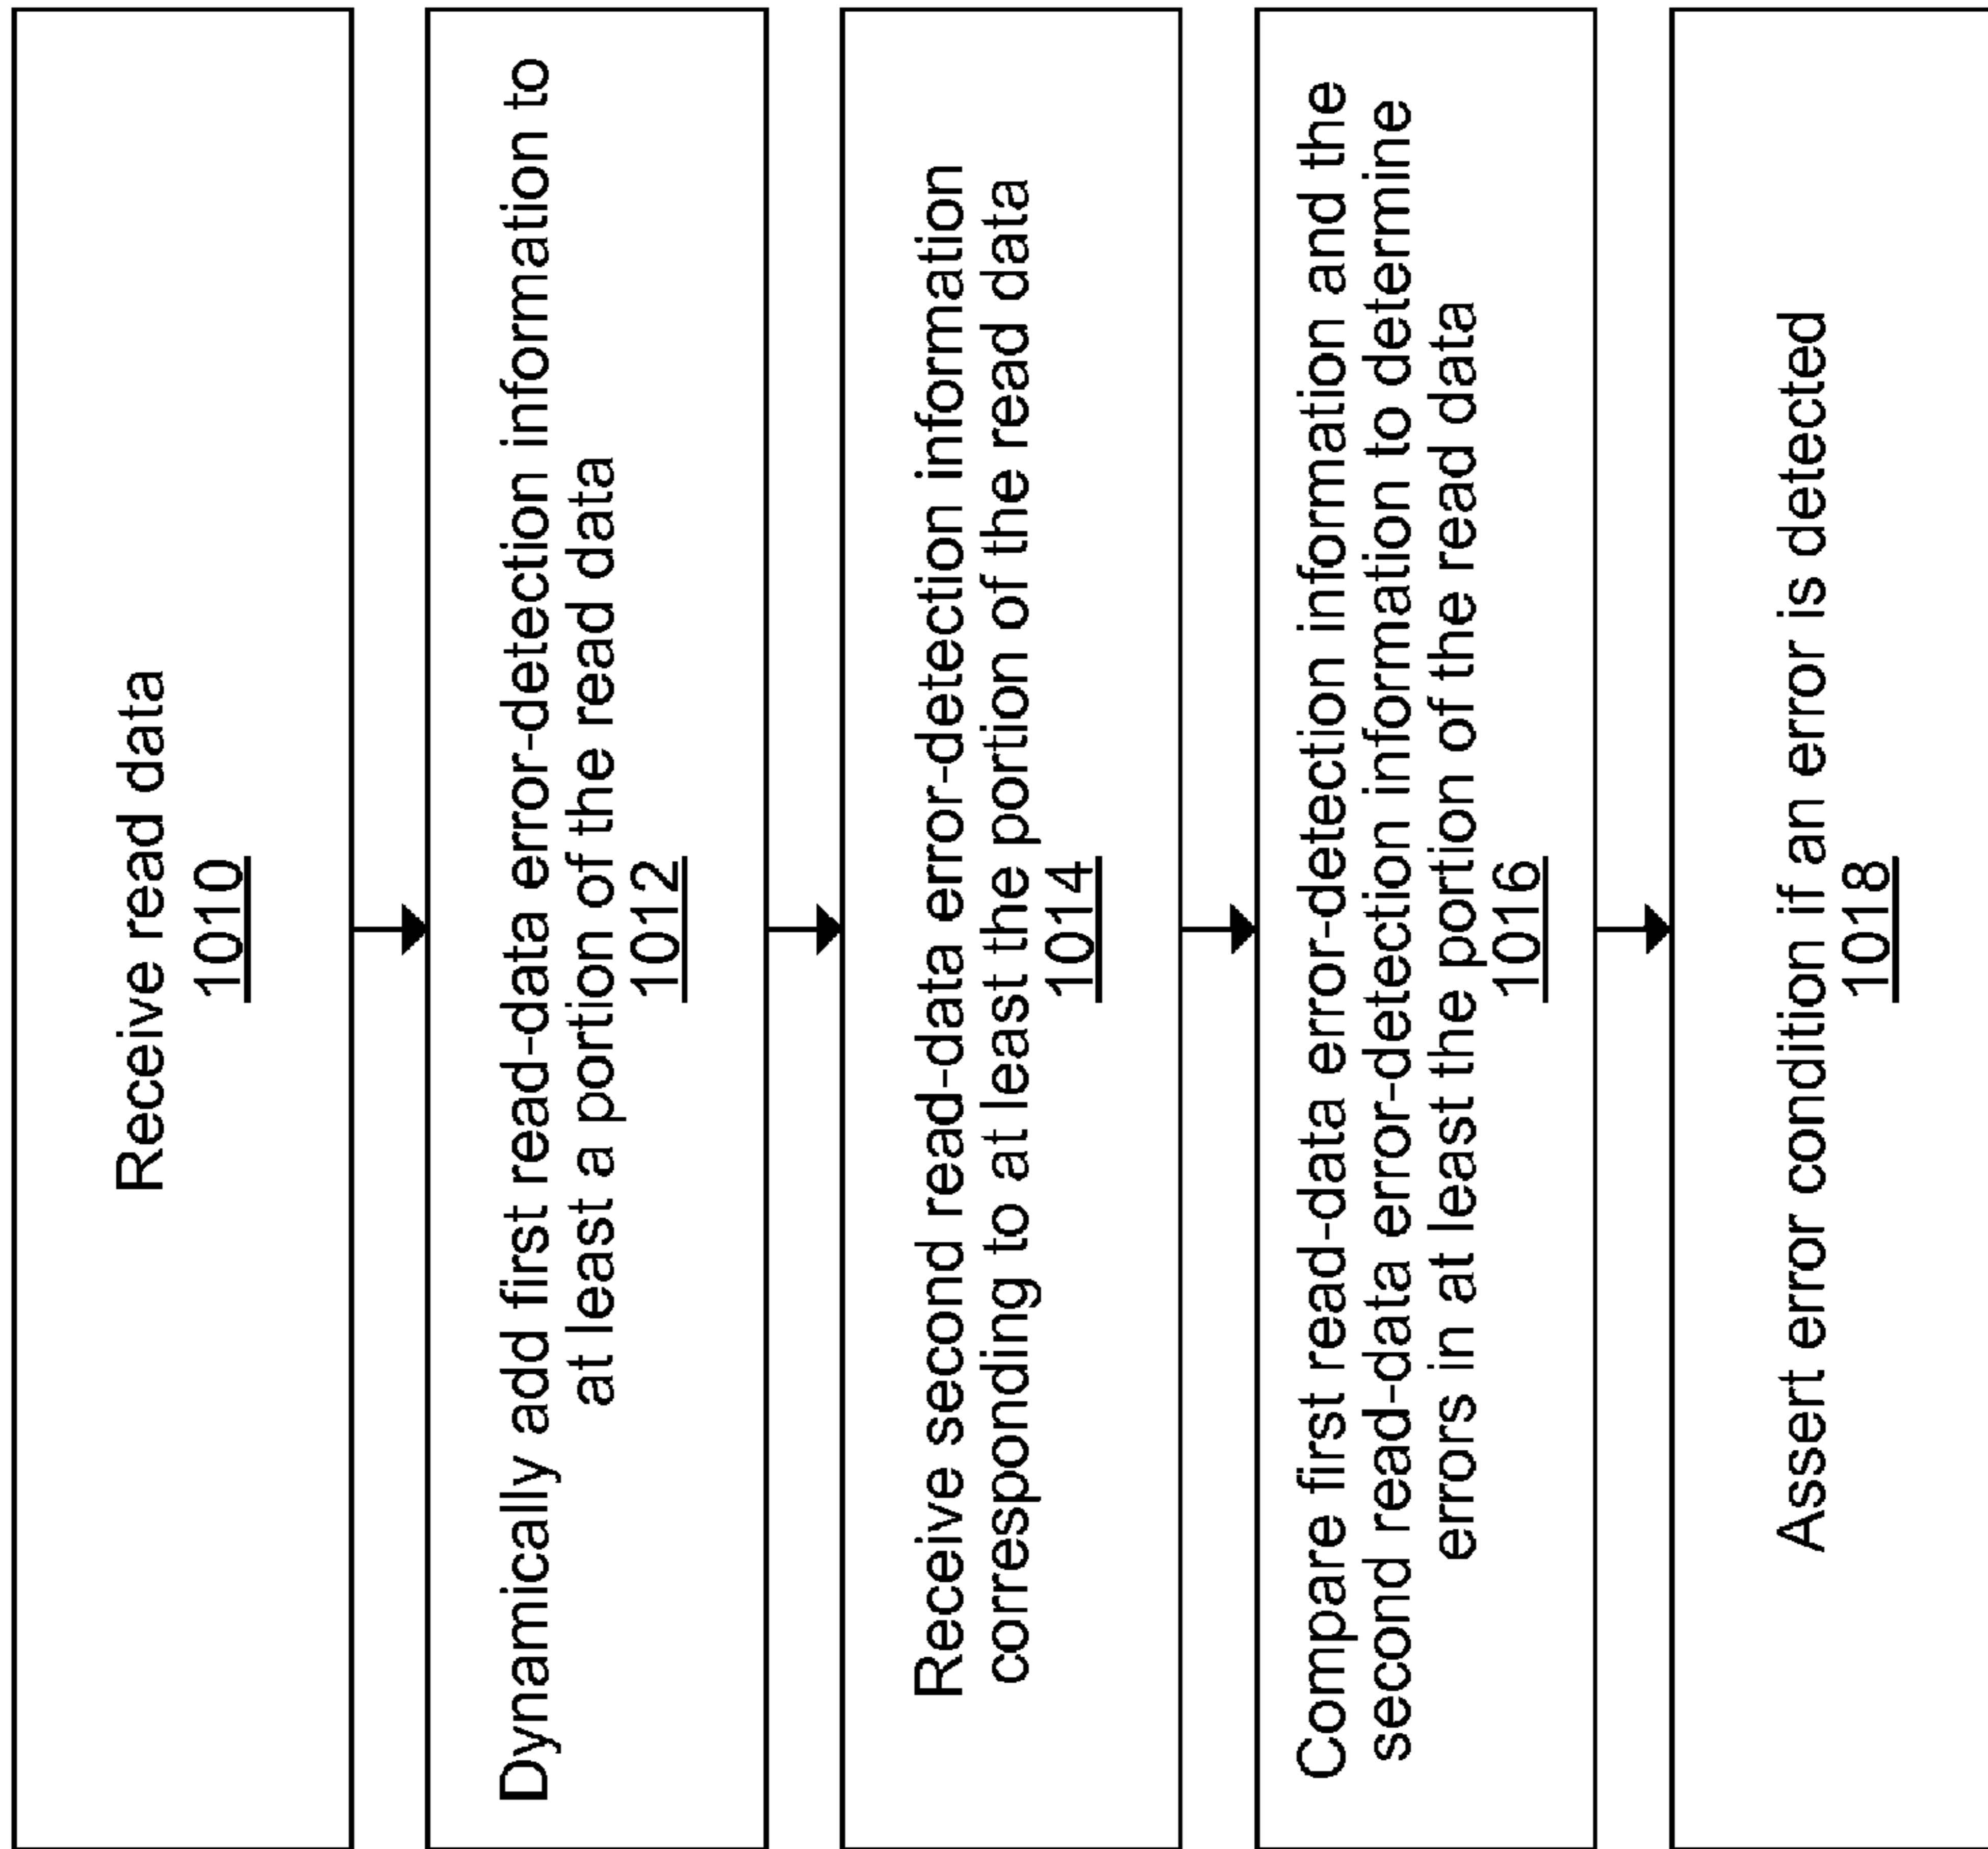 Receive read data
1010
Dynamically add first read-data error-detection information to
at least a portion of the read data
1012
Receive second read-data error-detection information
corresponding to at least the portion of the read data
1014
Compare first read-data error-detection information and the
second read-data error-detection information to determine
errors in at least the portion of the read data
1016
Assert error condition if an error is detected
1018